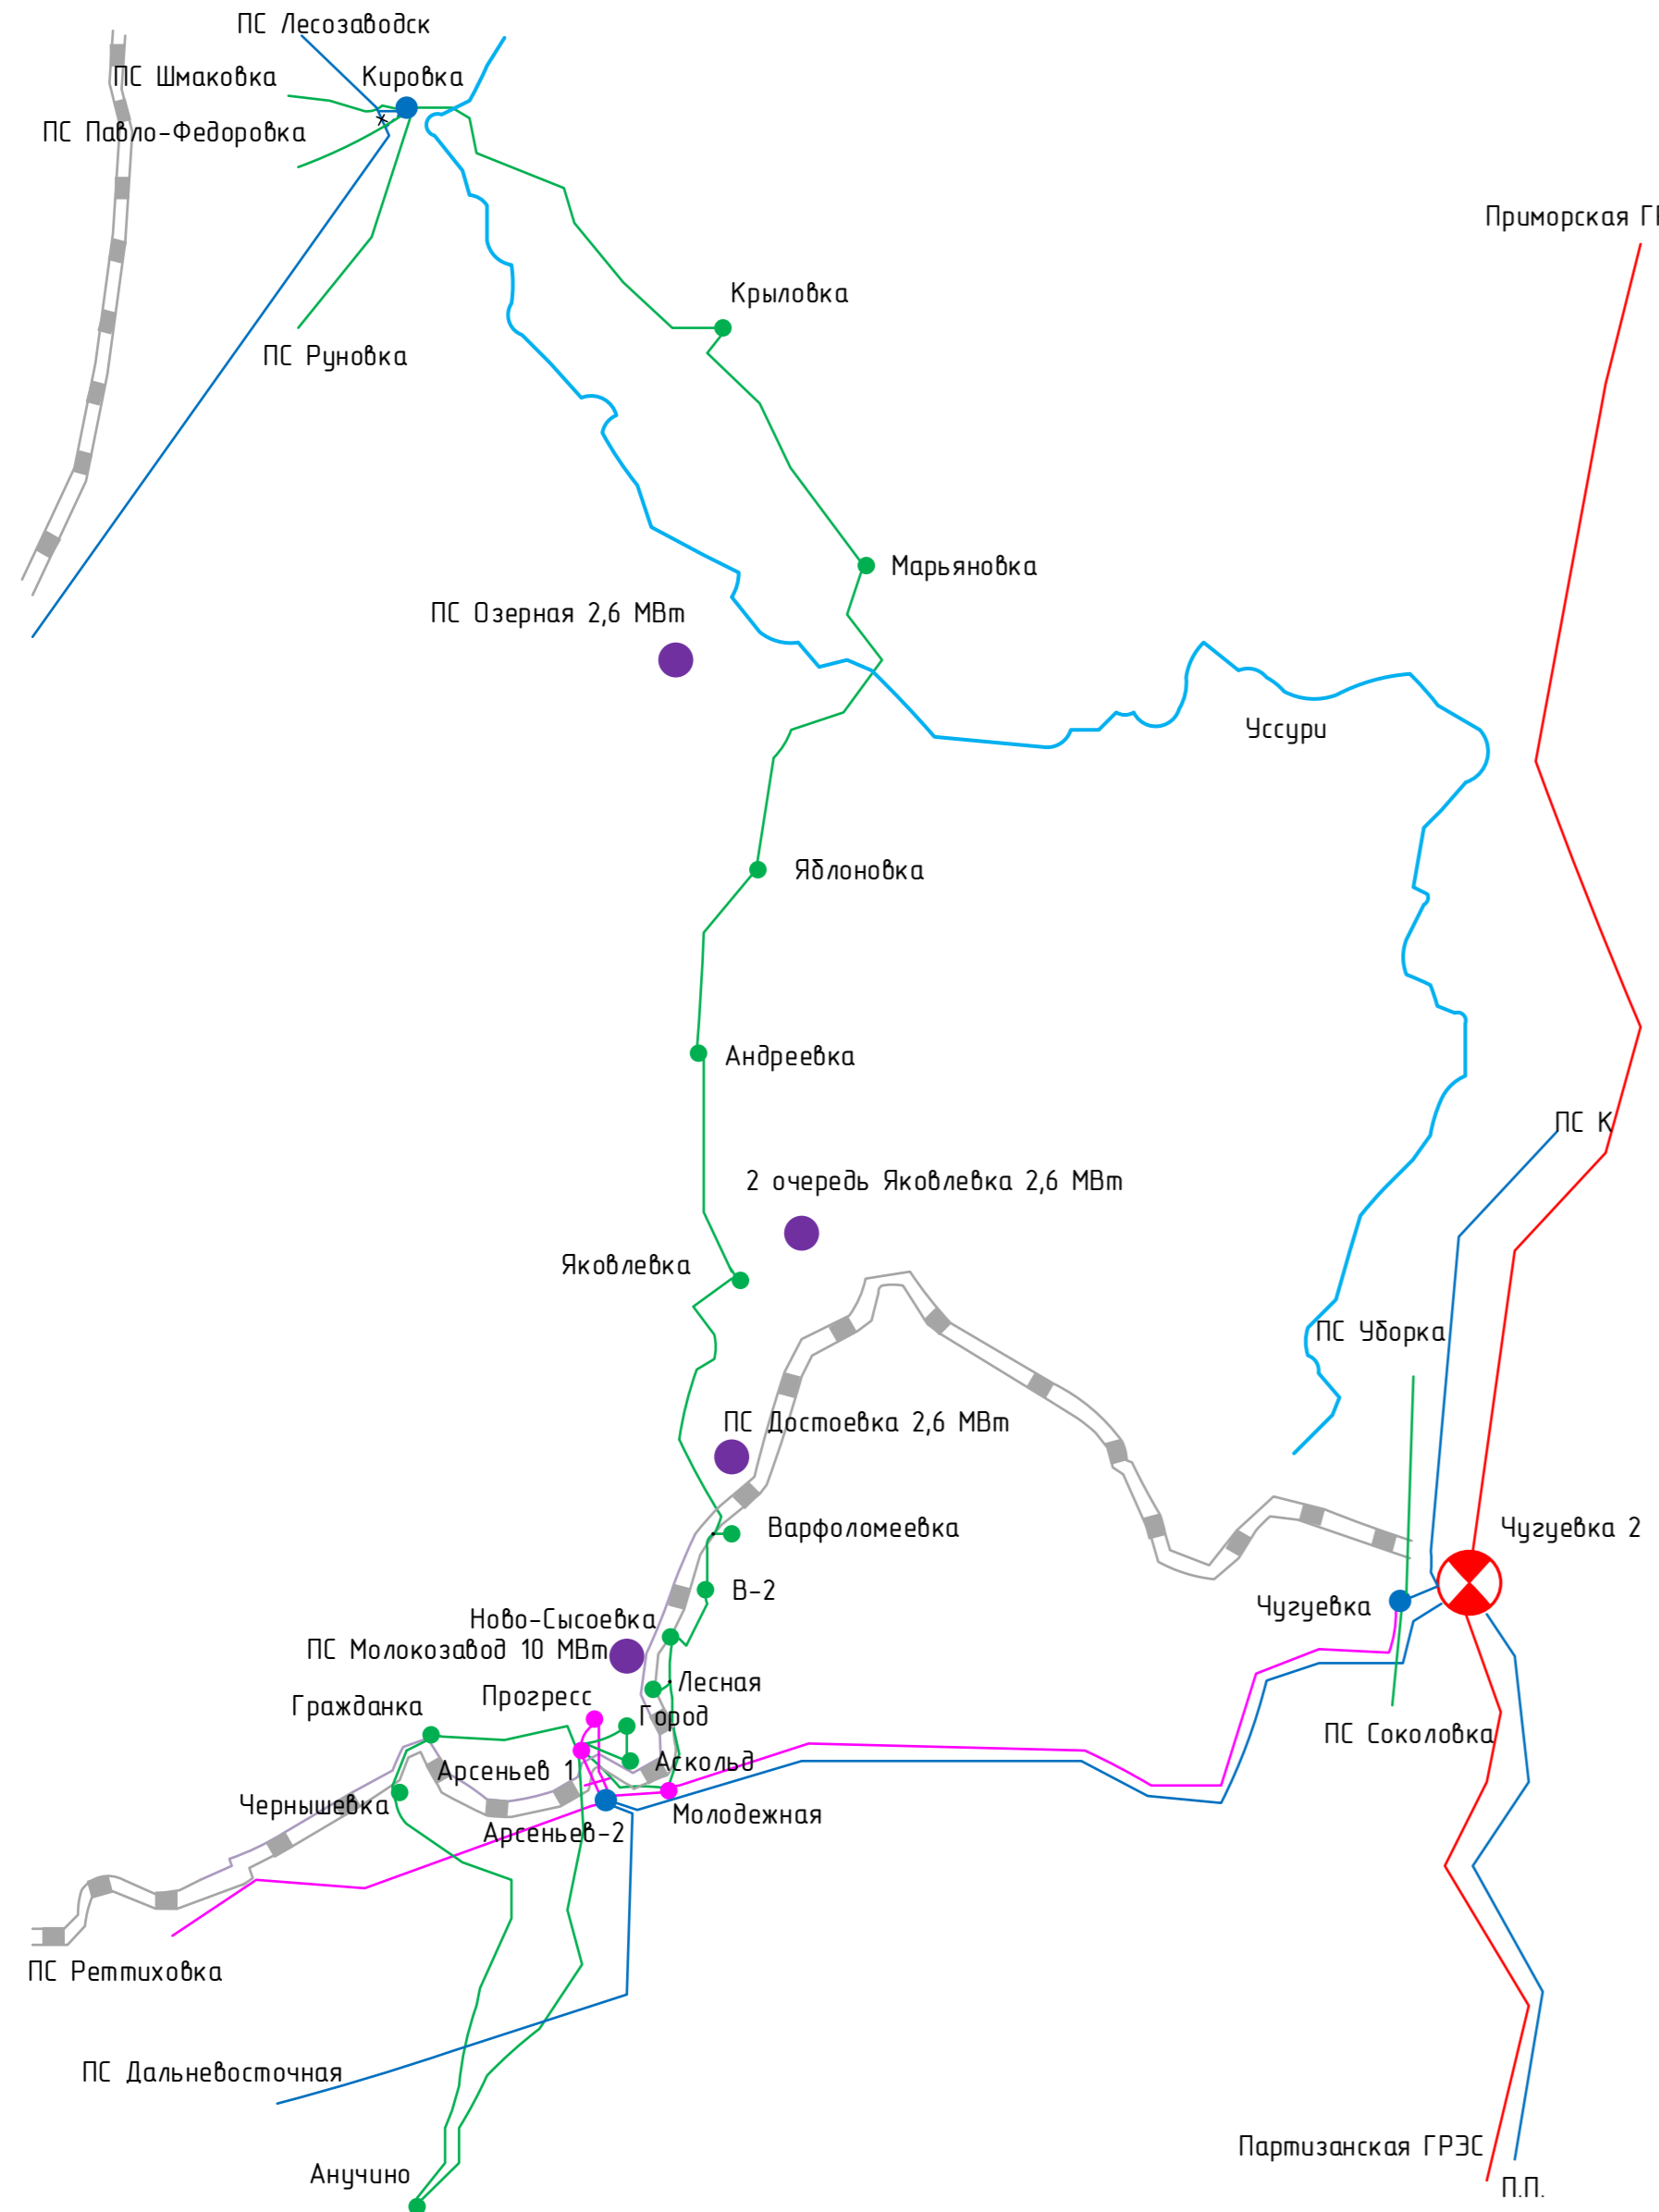 ПС Лесозаводск
ПС Шмаковка
Кировка
ПС Павло-Федоровка
Приморская ГР
Крыловка
ПС Руновка
Марьяновка
ПС Озерная 2,6 МВт
Уссури
Яблоновка
Андреевка
ПС К
2 очередь Яковлевка 2,6 МВт
Яковлевка
ПС Уборка
ПС Достоевка 2,6 МВт
Варфоломеевка
Чугуевка 2
В-2
Чугуевка
Ново-Сысоевка
ПС Молокозавод 10 МВт
Лесная
Прогресс
Гражданка
Город
ПС Соколовка
Аскольд
Арсеньев 1
Чернышевка
Молодежная
Арсеньев-2
ПС Реттиховка
ПС Дальневосточная
Партизанская ГРЭС
Анучино
П.П.